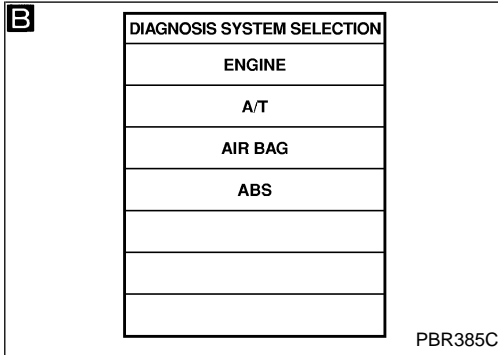 B
DIAGNOSIS SYSTEM SELECTION
ENGINE
A/T
AIR BAG
ABS
PBR385C